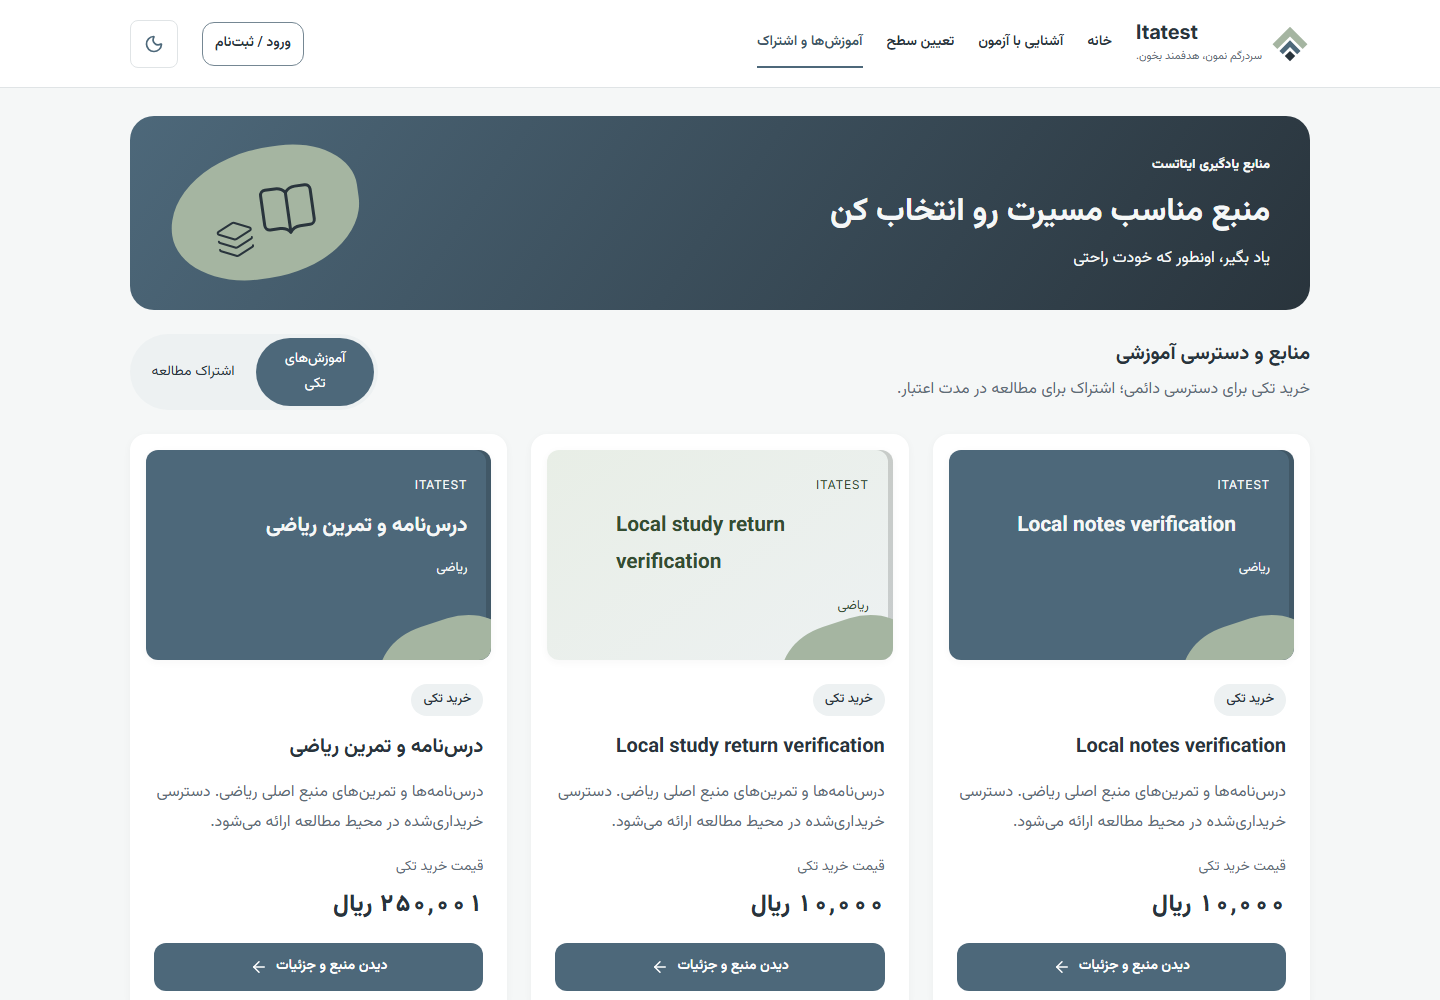 Itatest
سردرگم نمون، هدفمند بخون.
خانه
آشنایی با آزمون
تعیین سطح
آموزش‌ها و اشتراک
ورود / ثبت‌نام
منابع یادگیری ایتاتست
منبع مناسب مسیرت رو انتخاب کن
یاد بگیر، اونطور که خودت راحتی
منابع و دسترسی آموزشی
خرید تکی برای دسترسی دائمی؛ اشتراک برای مطالعه در مدت اعتبار.
آموزش‌های
تکی
اشتراک مطالعه
ITATEST
Local notes verification
ریاضی
خرید تکی
Local notes verification
درس‌نامه‌ها و تمرین‌های منبع اصلی ریاضی. دسترسی
خریداری‌شده در محیط مطالعه ارائه می‌شود.
قیمت خرید تکی
۱۰,۰۰۰ ریال
دیدن منبع و جزئیات
ITATEST
Local study return
verification
ریاضی
خرید تکی
Local study return verification
درس‌نامه‌ها و تمرین‌های منبع اصلی ریاضی. دسترسی
خریداری‌شده در محیط مطالعه ارائه می‌شود.
قیمت خرید تکی
۱۰,۰۰۰ ریال
دیدن منبع و جزئیات
ITATEST
درس‌نامه و تمرین ریاضی
ریاضی
خرید تکی
درس‌نامه و تمرین ریاضی
درس‌نامه‌ها و تمرین‌های منبع اصلی ریاضی. دسترسی
خریداری‌شده در محیط مطالعه ارائه می‌شود.
قیمت خرید تکی
۲۵۰,۰۰۱ ریال
دیدن منبع و جزئیات